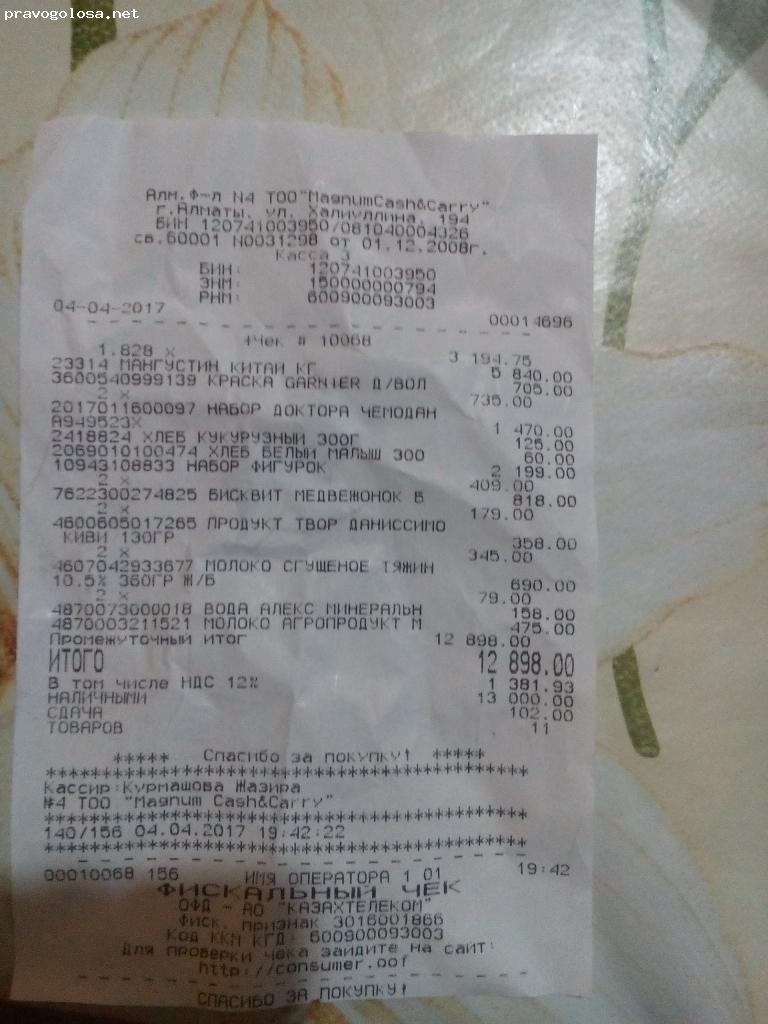 pravogolosa.net
Алм.Ф-л N4 ТОО"MagnumCash&Carry"
г.Алматы, ул. Халиуллина, 194
БИН 120741003950/081040004326
св.60001 N0031298 от 01.12.2008г.
Касса 3
БИН: 120741003950
ЗНМ: 150000000794
РНМ: 600900093003
04-04-2017 00014696
Чек # 10068
1.828 x 3 194.75
23314 МАНГУСТИН КИТАЙ КГ 5 840.00
3600540999139 КРАСКА GARNIER Д/ВОЛ 705.00
2 x 735.00
2017011600097 НАБОР ДОКТОРА ЧЕМОДАН
A949523X 1 470.00
2418824 ХЛЕБ КУКУРУЗНЫЙ 300Г 125.00
2069010100474 ХЛЕБ БЕЛЫЙ МАЛЫШ 300 60.00
10943108833 НАБОР ФИГУРОК 2 199.00
2 x 409.00
7622300274825 БИСКВИТ МЕДВЕЖОНОК Б 818.00
2 x 179.00
4600605017265 ПРОДУКТ ТВОР ДАНИССИМО
КИВИ 130ГР 358.00
2 x 345.00
4607042933677 МОЛОКО СГУЩЕНОЕ ТЯЖИН
10.5% 360ГР Ж/Б 690.00
2 x 79.00
4870073000018 ВОДА АЛЕКС МИНЕРАЛЬН 158.00
4870003211521 МОЛОКО АГРОПРОДУКТ М 475.00
Промежуточный итог 12 898.00
ИТОГО 12 898.00
В том числе НДС 12% 1 381.93
НАЛИЧНЫМИ 13 000.00
СДАЧА 102.00
ТОВАРОВ 11
***** Спасибо за покупку! *****
******************************************
Кассир:Курмашова Жазира
№4 ТОО "Magnum Cash&Carry"
******************************************
140/156 04.04.2017 19:42:22
******************************************
00010068 156 ИМЯ ОПЕРАТОРА 1 01 19:42
ФИСКАЛЬНЫЙ ЧЕК
ОФД - АО "КАЗАХТЕЛЕКОМ"
Фиск. признак 3016001866
Код ККМ КГД: 600900093003
Для проверки чека зайдите на сайт:
http://consumer.oof
СПАСИБО ЗА ПОКУПКУ!